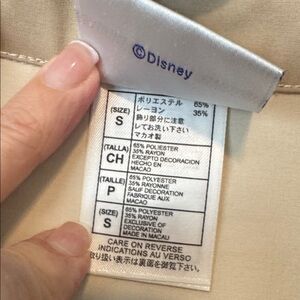 ©Disney
(SIZE)
S
ポリエステル 65%
レーヨン 35%
飾り部分に注意
してお洗い下さい
マカオ製
(TALLA)
CH
65% POLIESTER
35% RAYON
EXCEPTO DECORACION
HECHO EN
MACAO
(TAILLE)
P
65% POLYESTER
35% RAYONNE
SAUF DECORATION
FABRIQUE AUX
MACAO
(SIZE)
S
65% POLYESTER
35% RAYON
EXCLUSIVE OF
DECORATION
MADE IN MACAU
CARE ON REVERSE
INDICATIONS AU VERSO
取り扱い表示は裏面を御覧下さい。